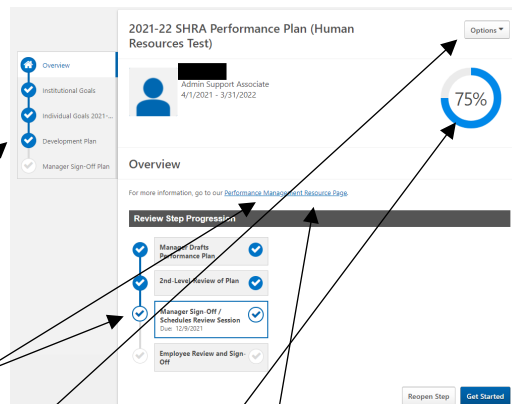 2021-22 SHRA Performance Plan (Human
Resources Test)
Options
Overview
Institutional Goals
Individual Goals 2021-...
Development Plan
Manager Sign-Off Plan
Admin Support Associate
4/1/2021 - 3/31/2022
75%
Overview
For more information, go to our Performance Management Resource Page.
Review Step Progression
Manager Drafts
Performance Plan
2nd-Level Review of Plan
Manager Sign-Off /
Schedules Review Session
Due: 12/9/2021
Employee Review and Sign-
Off
Reopen Step
Get Started